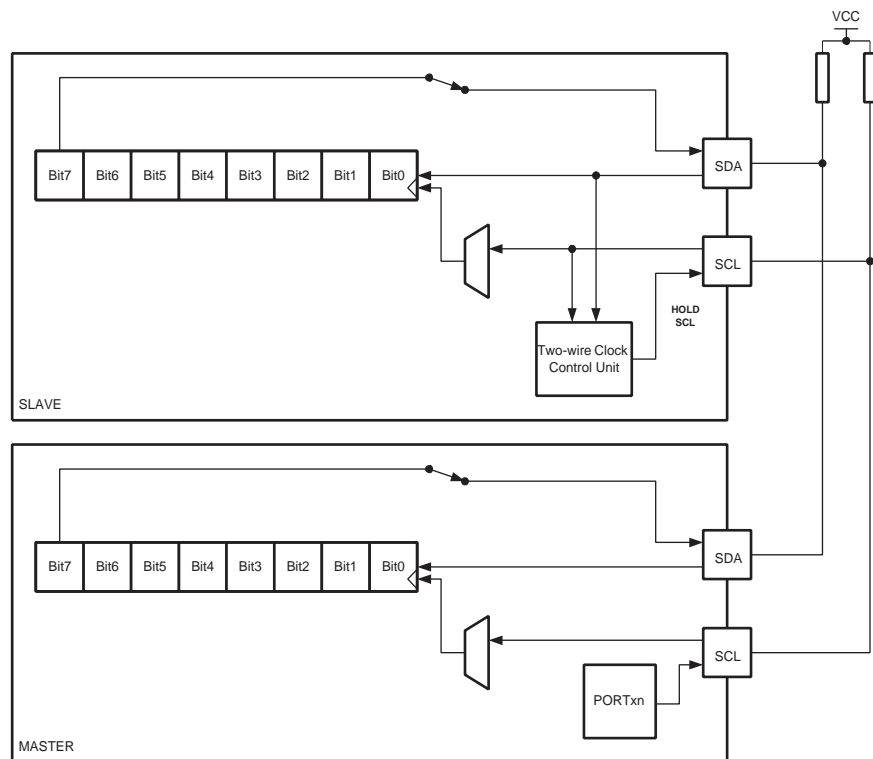 VCC
Bit7 Bit6 Bit5 Bit4 Bit3 Bit2 Bit1 Bit0
SDA
SCL
HOLD
SCL
Two-wire Clock
Control Unit
SLAVE
Bit7 Bit6 Bit5 Bit4 Bit3 Bit2 Bit1 Bit0
SDA
SCL
PORTxn
MASTER